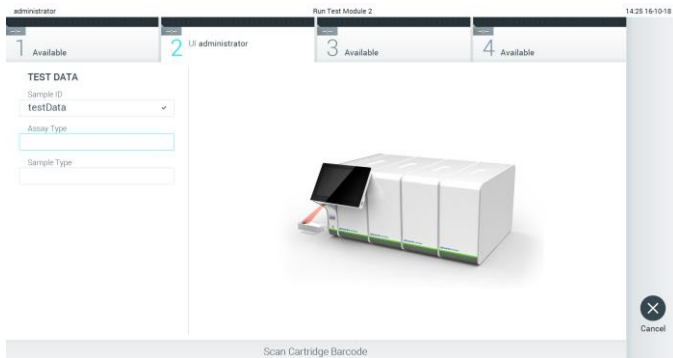 administrator Run Test Module 2 14:25 16-10-18
--:-- --:-- --:-- --:--
1 Available 2 UI administrator 3 Available 4 Available
TEST DATA
Sample ID
testData
Assay Type
Sample Type
Cancel
Scan Cartridge Barcode